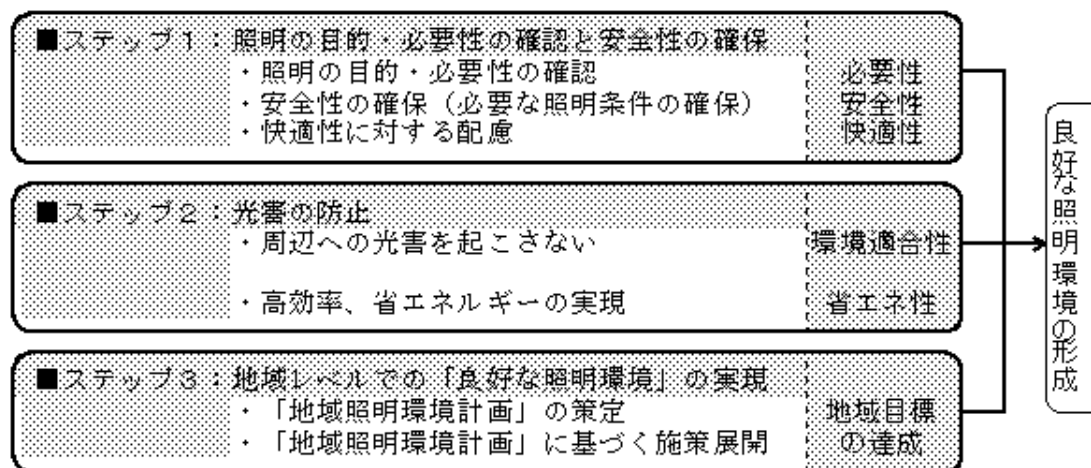 ■ステップ1：照明の目的・必要性の確認と安全性の確保
・照明の目的・必要性の確認
必要性
・安全性の確保（必要な照明条件の確保）
安全性
・快適性に対する配慮
快適性
■ステップ2：光害の防止
・周辺への光害を起こさない
環境適合性
・高効率、省エネルギーの実現
省エネ性
■ステップ3：地域レベルでの「良好な照明環境」の実現
・「地域照明環境計画」の策定
地域目標
・「地域照明環境計画」に基づく施策展開
の達成
良好な照明環境の形成